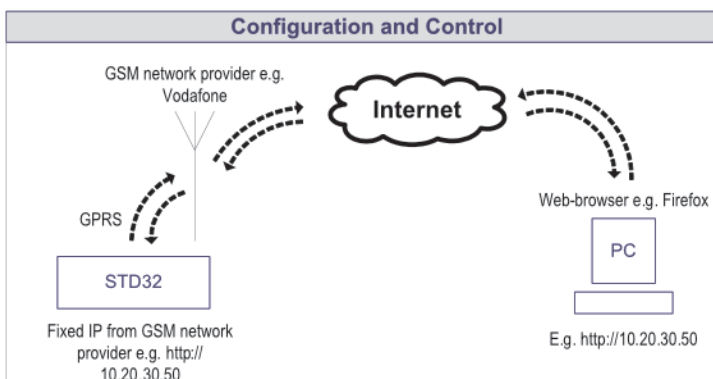 Configuration and Control
GSM network provider e.g.
Vodafone
Internet
GPRS
Web-browser e.g. Firefox
PC
STD32
Fixed IP from GSM network
provider e.g. http://
10.20.30.50
E.g. http://10.20.30.50